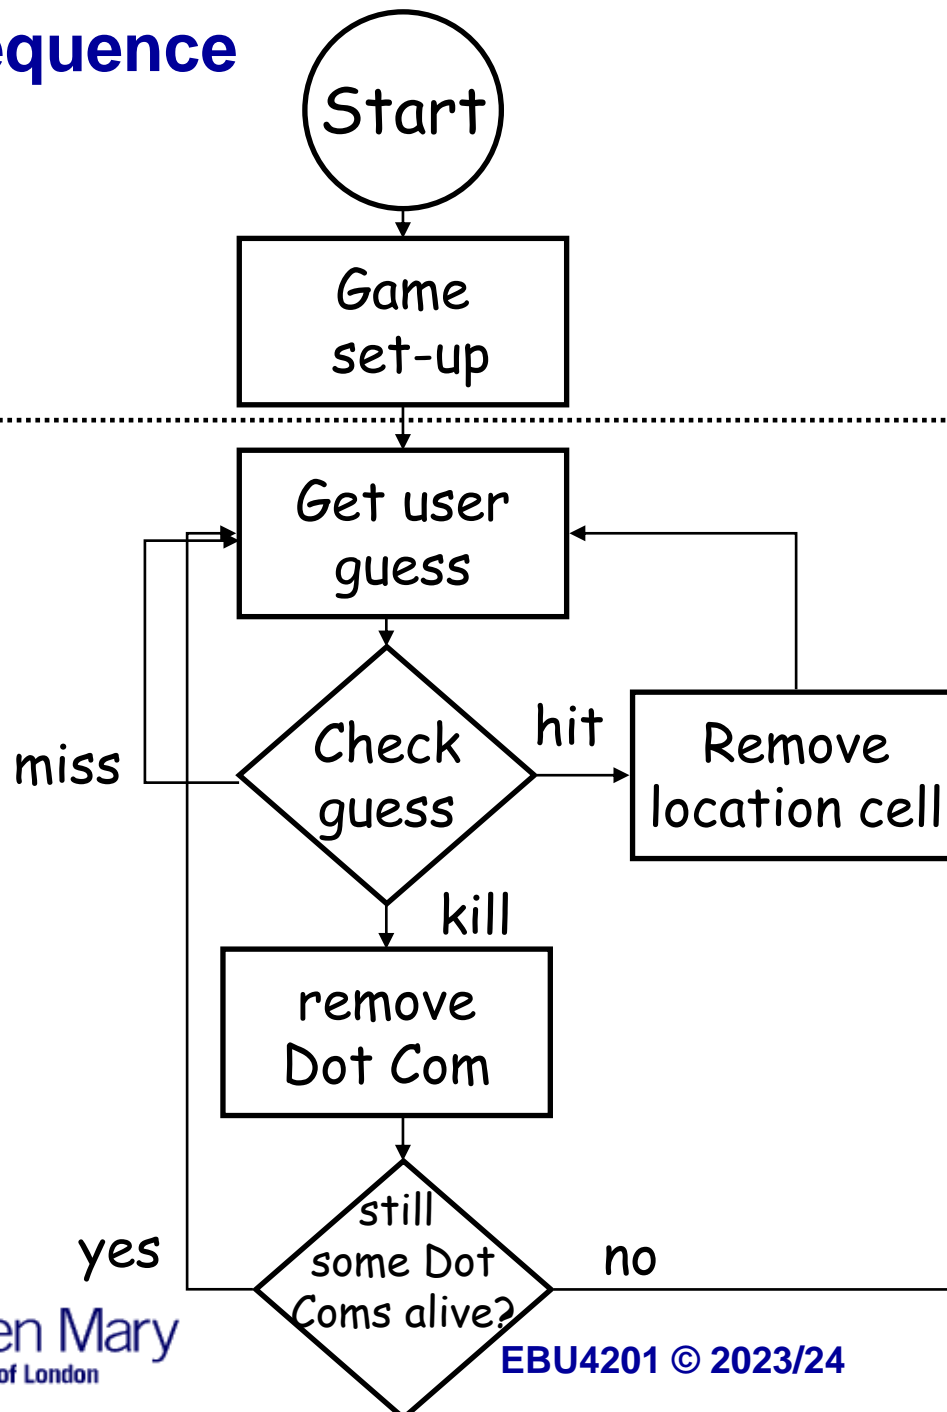 equence
Start
Game
set-up
Get user
guess
miss
Check
guess
hit
Remove
location cell
kill
remove
Dot Com
still
some Dot
Coms alive?
yes
no
en Mary
of London
EBU4201 © 2023/24